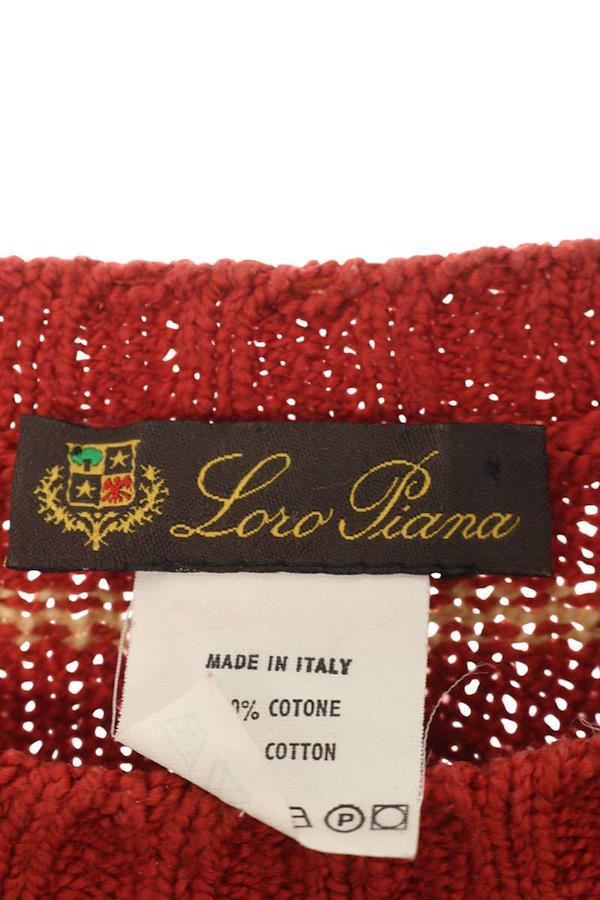 Loro Piana
MADE IN ITALY
0% COTONE
COTTON
P